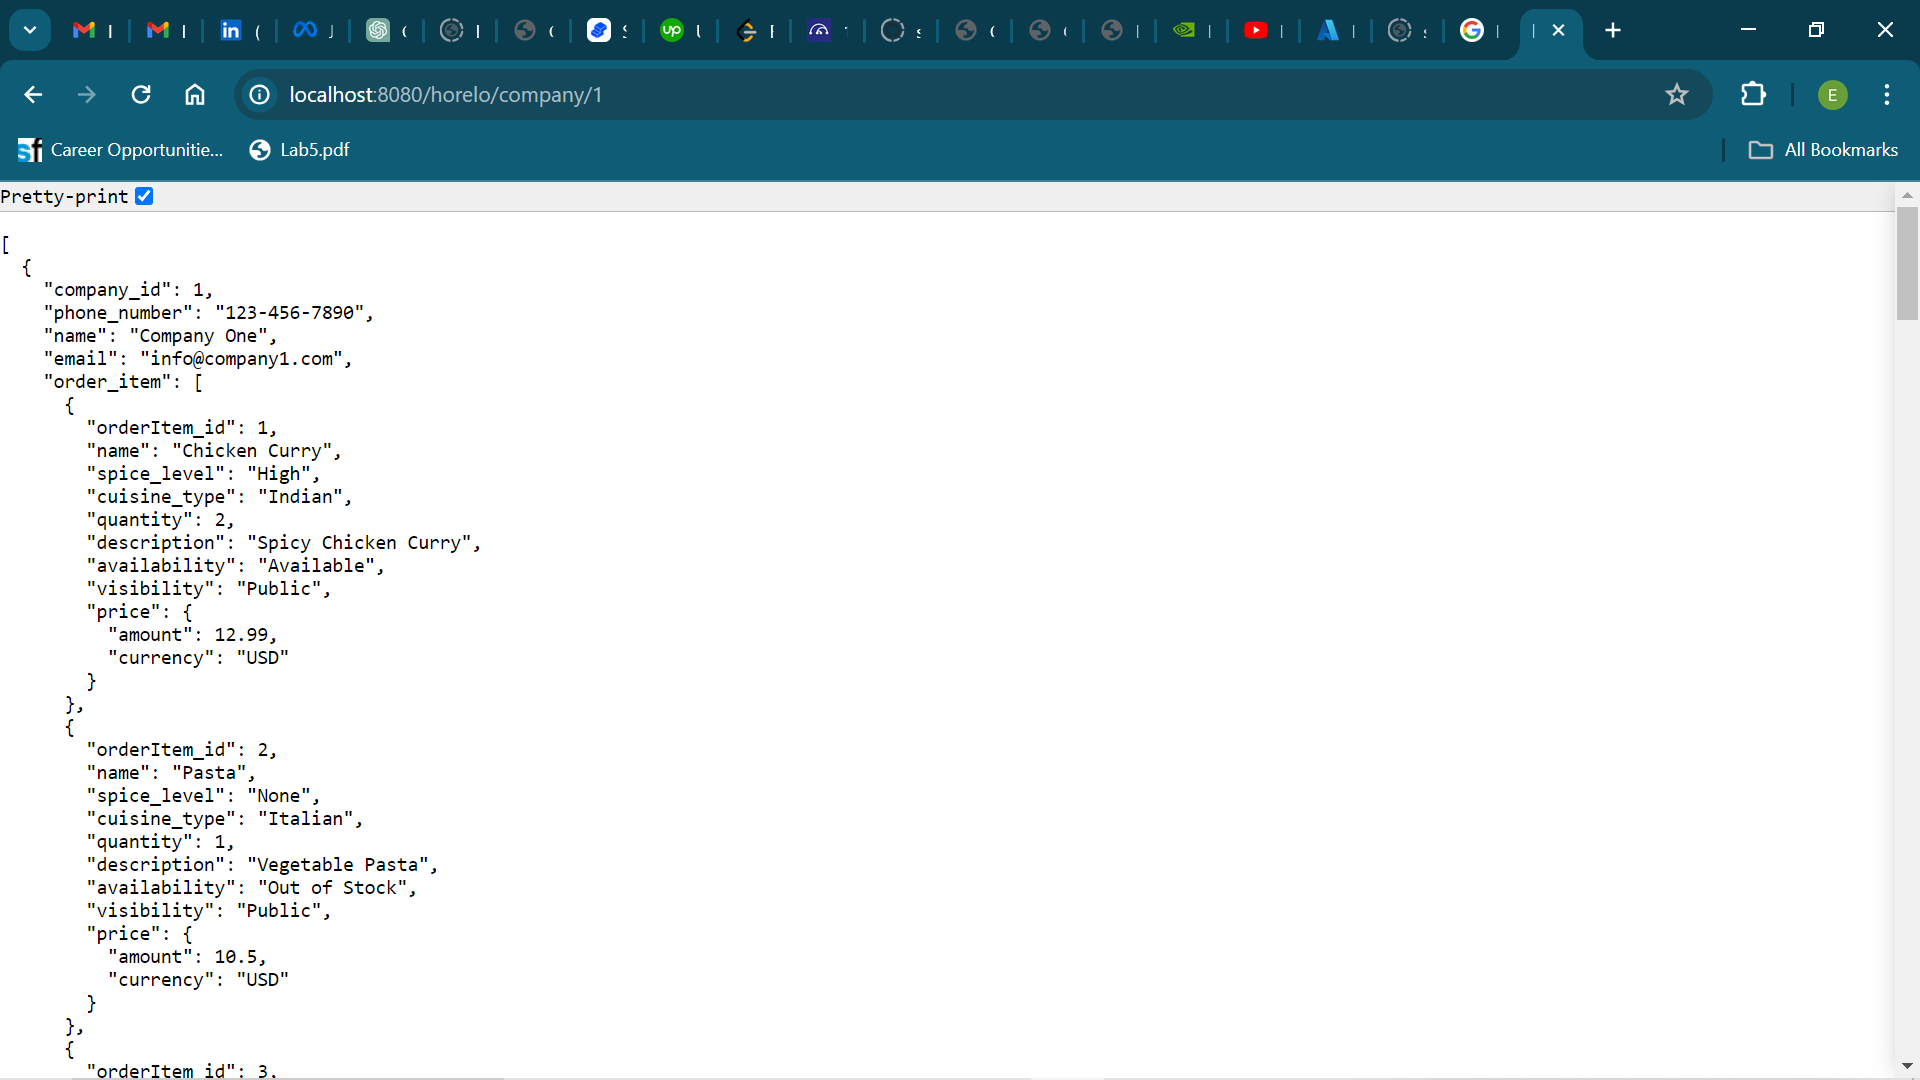 localhost:8080/horelo/company/1
E
Career Opportunitie...
Lab5.pdf
All Bookmarks
Pretty-print
[
  {
    "company_id": 1,
    "phone_number": "123-456-7890",
    "name": "Company One",
    "email": "info@company1.com",
    "order_item": [
      {
        "orderItem_id": 1,
        "name": "Chicken Curry",
        "spice_level": "High",
        "cuisine_type": "Indian",
        "quantity": 2,
        "description": "Spicy Chicken Curry",
        "availability": "Available",
        "visibility": "Public",
        "price": {
          "amount": 12.99,
          "currency": "USD"
        }
      },
      {
        "orderItem_id": 2,
        "name": "Pasta",
        "spice_level": "None",
        "cuisine_type": "Italian",
        "quantity": 1,
        "description": "Vegetable Pasta",
        "availability": "Out of Stock",
        "visibility": "Public",
        "price": {
          "amount": 10.5,
          "currency": "USD"
        }
      },
      {
        "orderItem_id": 3,